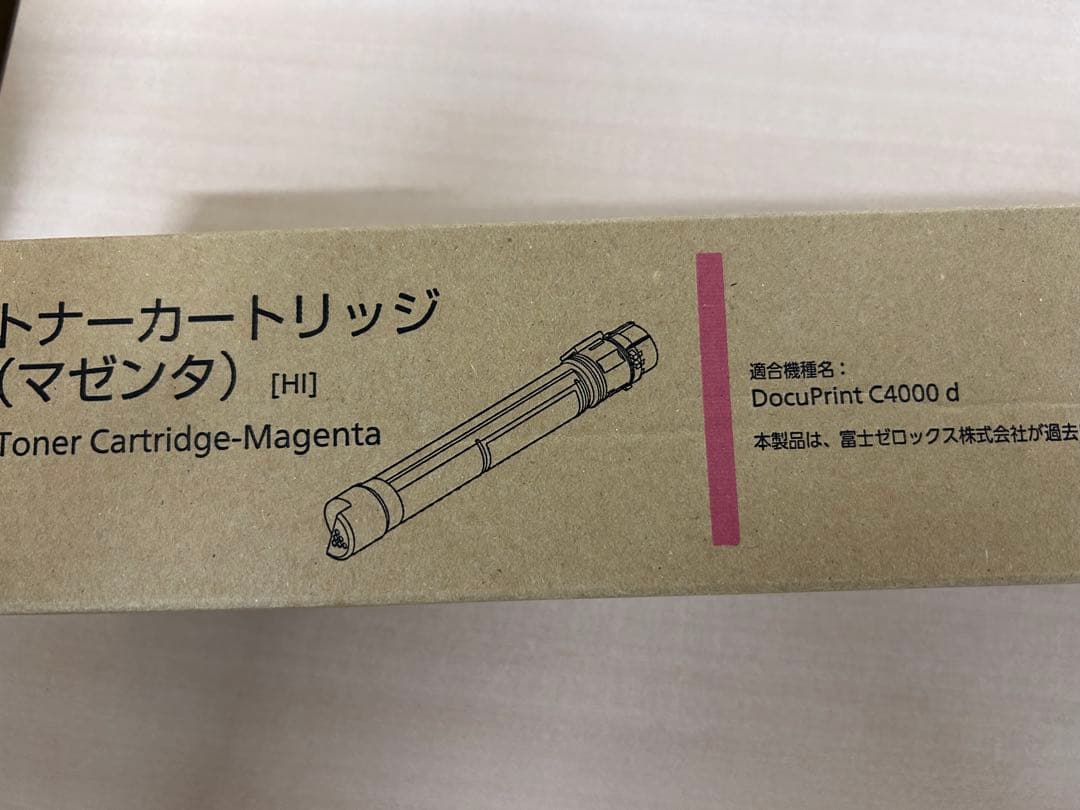 トナーカートリッジ
(マゼンタ) [HI]
Toner Cartridge-Magenta
適合機種名：
DocuPrint C4000 d
本製品は、富士ゼロックス株式会社が過去